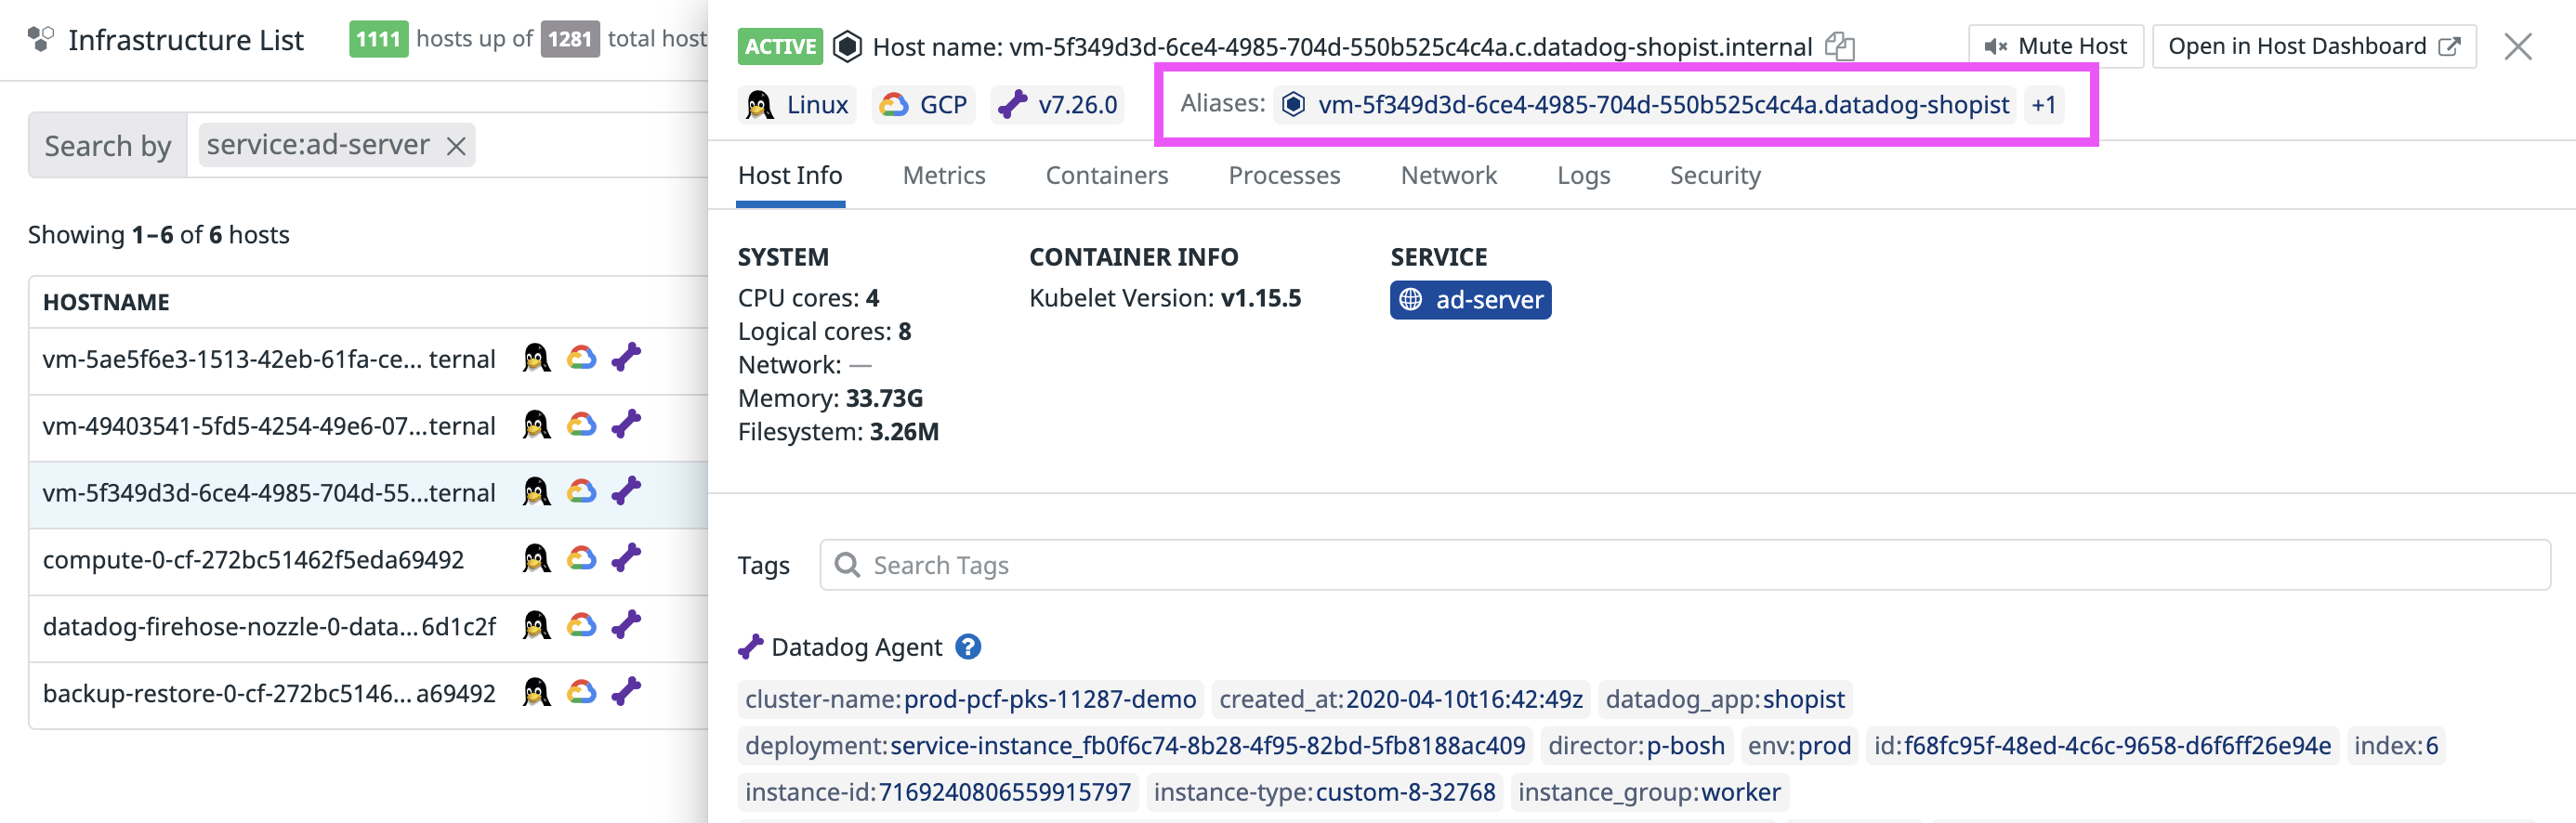 Infrastructure List
1111 hosts up of 1281 total host
Search by service:ad-server
Showing 1–6 of 6 hosts
HOSTNAME
vm-5ae5f6e3-1513-42eb-61fa-ce... ternal
vm-49403541-5fd5-4254-49e6-07...ternal
vm-5f349d3d-6ce4-4985-704d-55...ternal
compute-0-cf-272bc51462f5eda69492
datadog-firehose-nozzle-0-data...6d1c2f
backup-restore-0-cf-272bc5146... a69492
ACTIVE Host name: vm-5f349d3d-6ce4-4985-704d-550b525c4c4a.c.datadog-shopist.internal
Mute Host
Open in Host Dashboard
Linux GCP v7.26.0
Aliases: vm-5f349d3d-6ce4-4985-704d-550b525c4c4a.datadog-shopist +1
Host Info Metrics Containers Processes Network Logs Security
SYSTEM
CPU cores: 4
Logical cores: 8
Network: —
Memory: 33.73G
Filesystem: 3.26M
CONTAINER INFO
Kubelet Version: v1.15.5
SERVICE
ad-server
Tags Search Tags
Datadog Agent ?
cluster-name:prod-pcf-pks-11287-demo created_at:2020-04-10t16:42:49z datadog_app:shopist
deployment:service-instance_fb0f6c74-8b28-4f95-82bd-5fb8188ac409 director:p-bosh env:prod id:f68fc95f-48ed-4c6c-9658-d6f6ff26e94e index:6
instance-id:7169240806559915797 instance-type:custom-8-32768 instance_group:worker